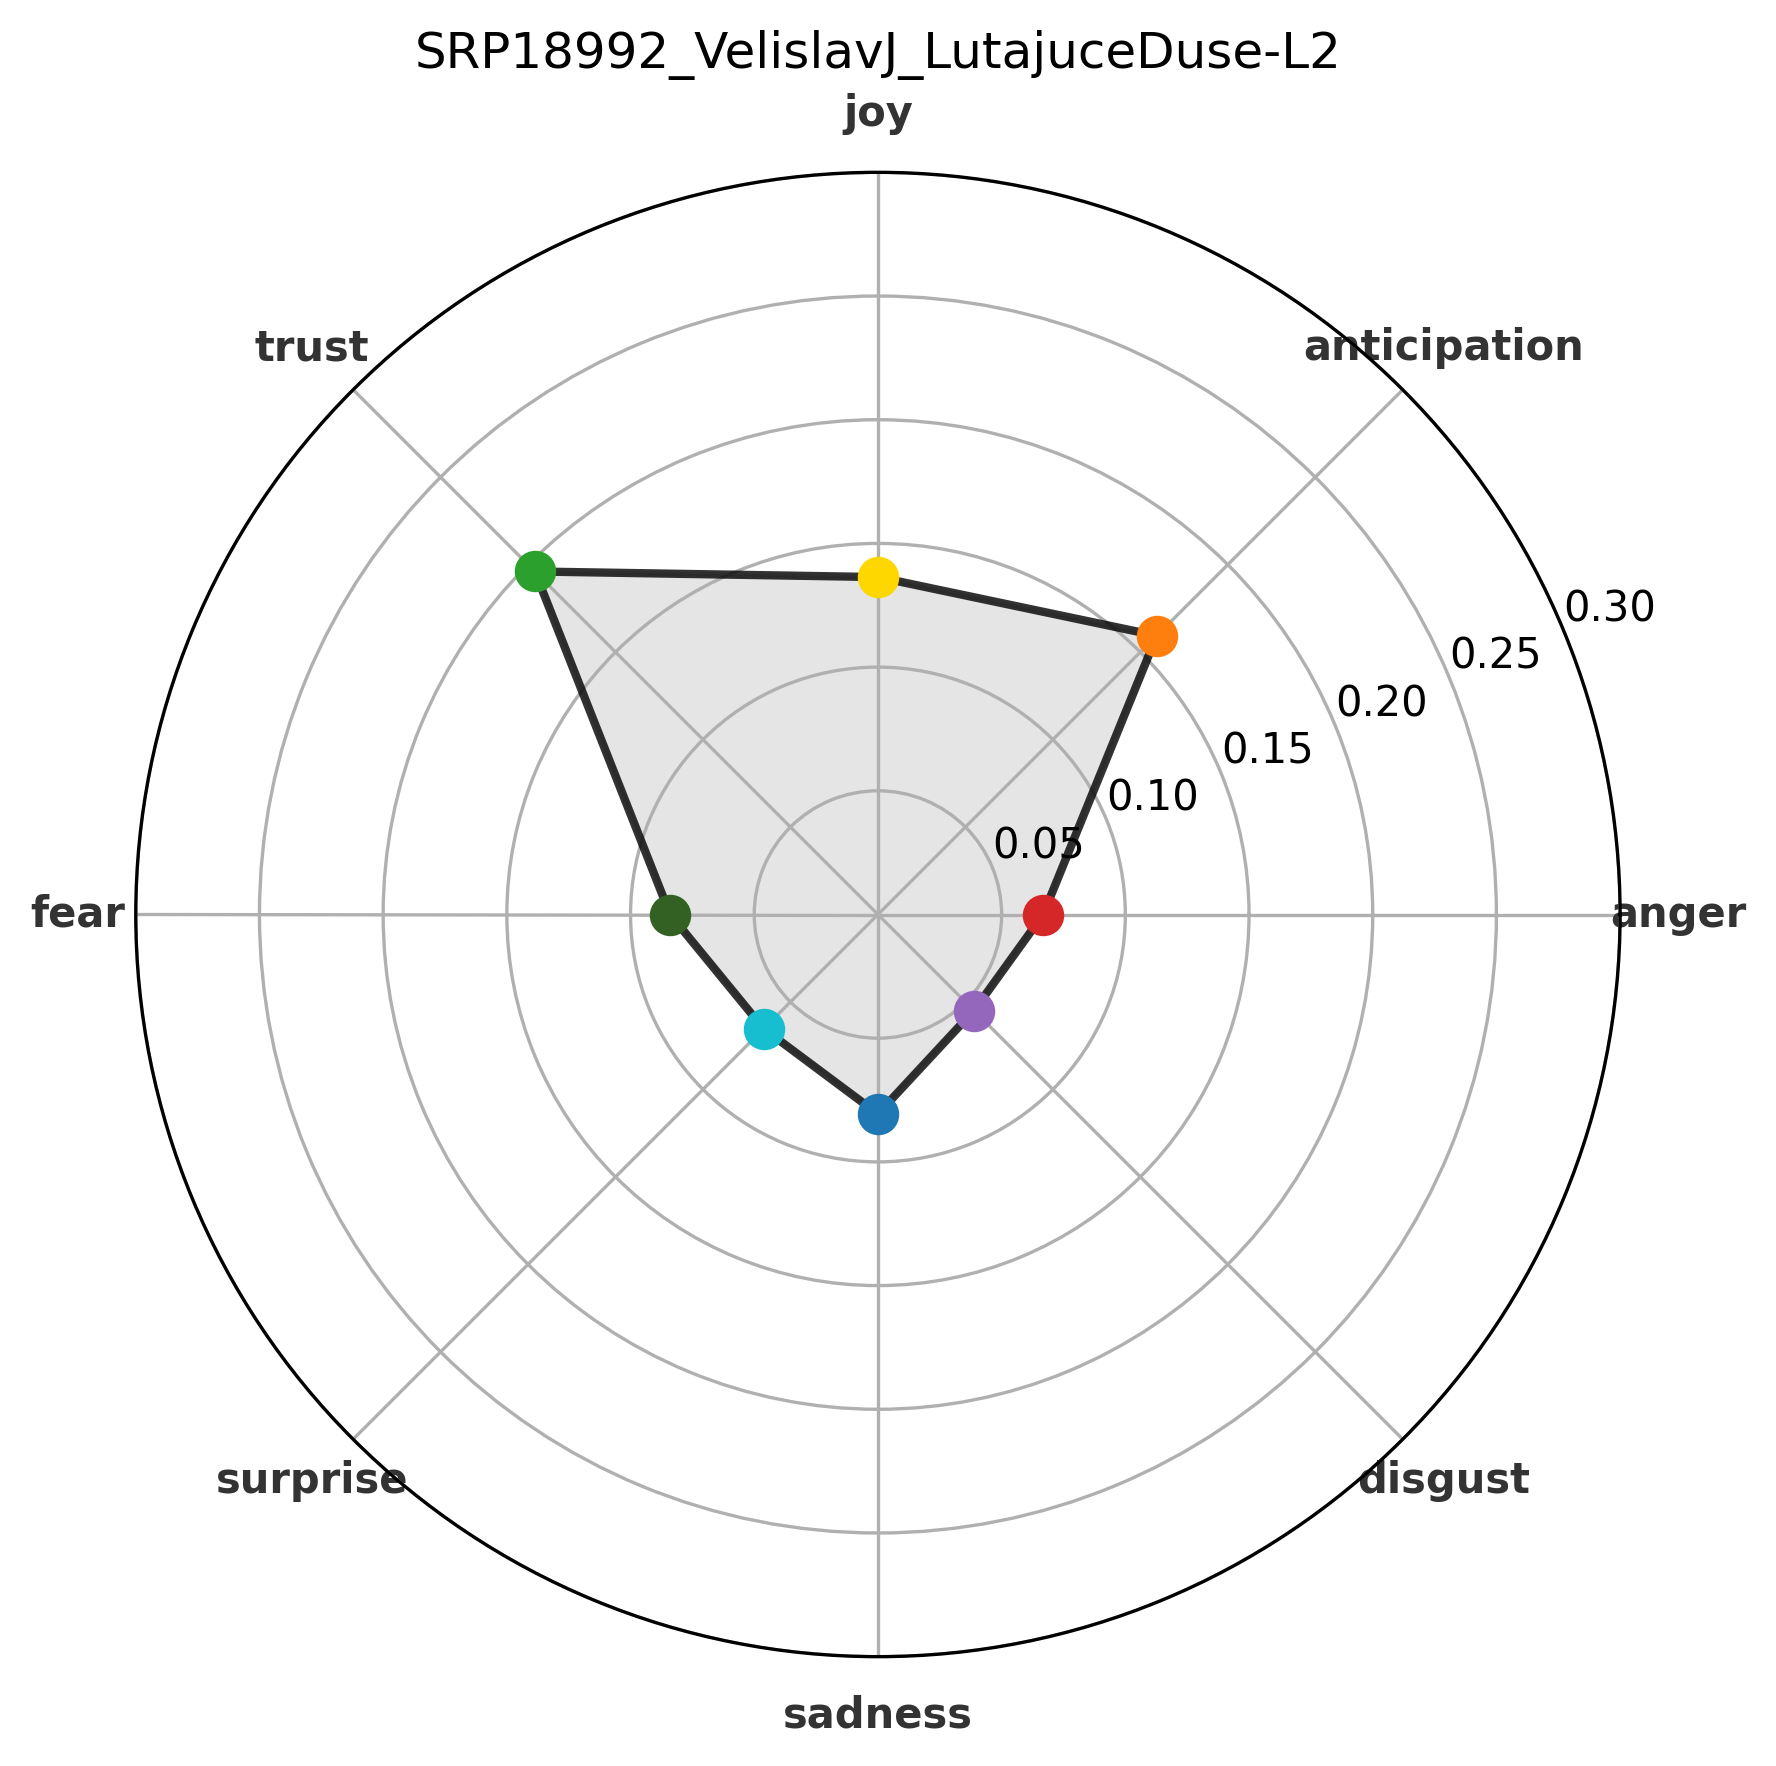 SRP18992_VelislavJ_LutajuceDuse-L2
joy
trust
anticipation
0.30
0.25
0.20
0.15
0.10
0.05
fear
anger
surprise
disgust
sadness